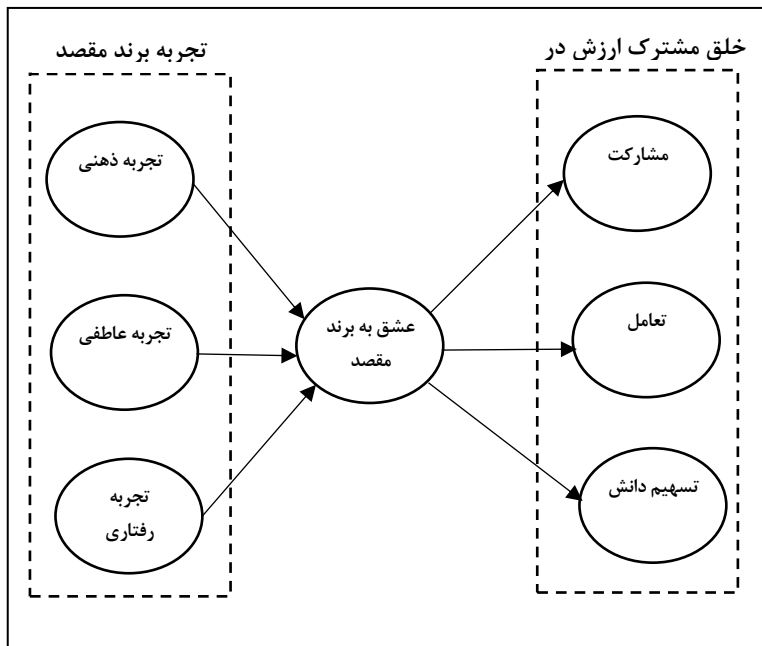 خلق مشترک ارزش در
تجربه برند مقصد
مشارکت
تعامل
تسهیم دانش
عشق به برند
مقصد
تجربه ذهنی
تجربه عاطفی
تجربه
رفتاری